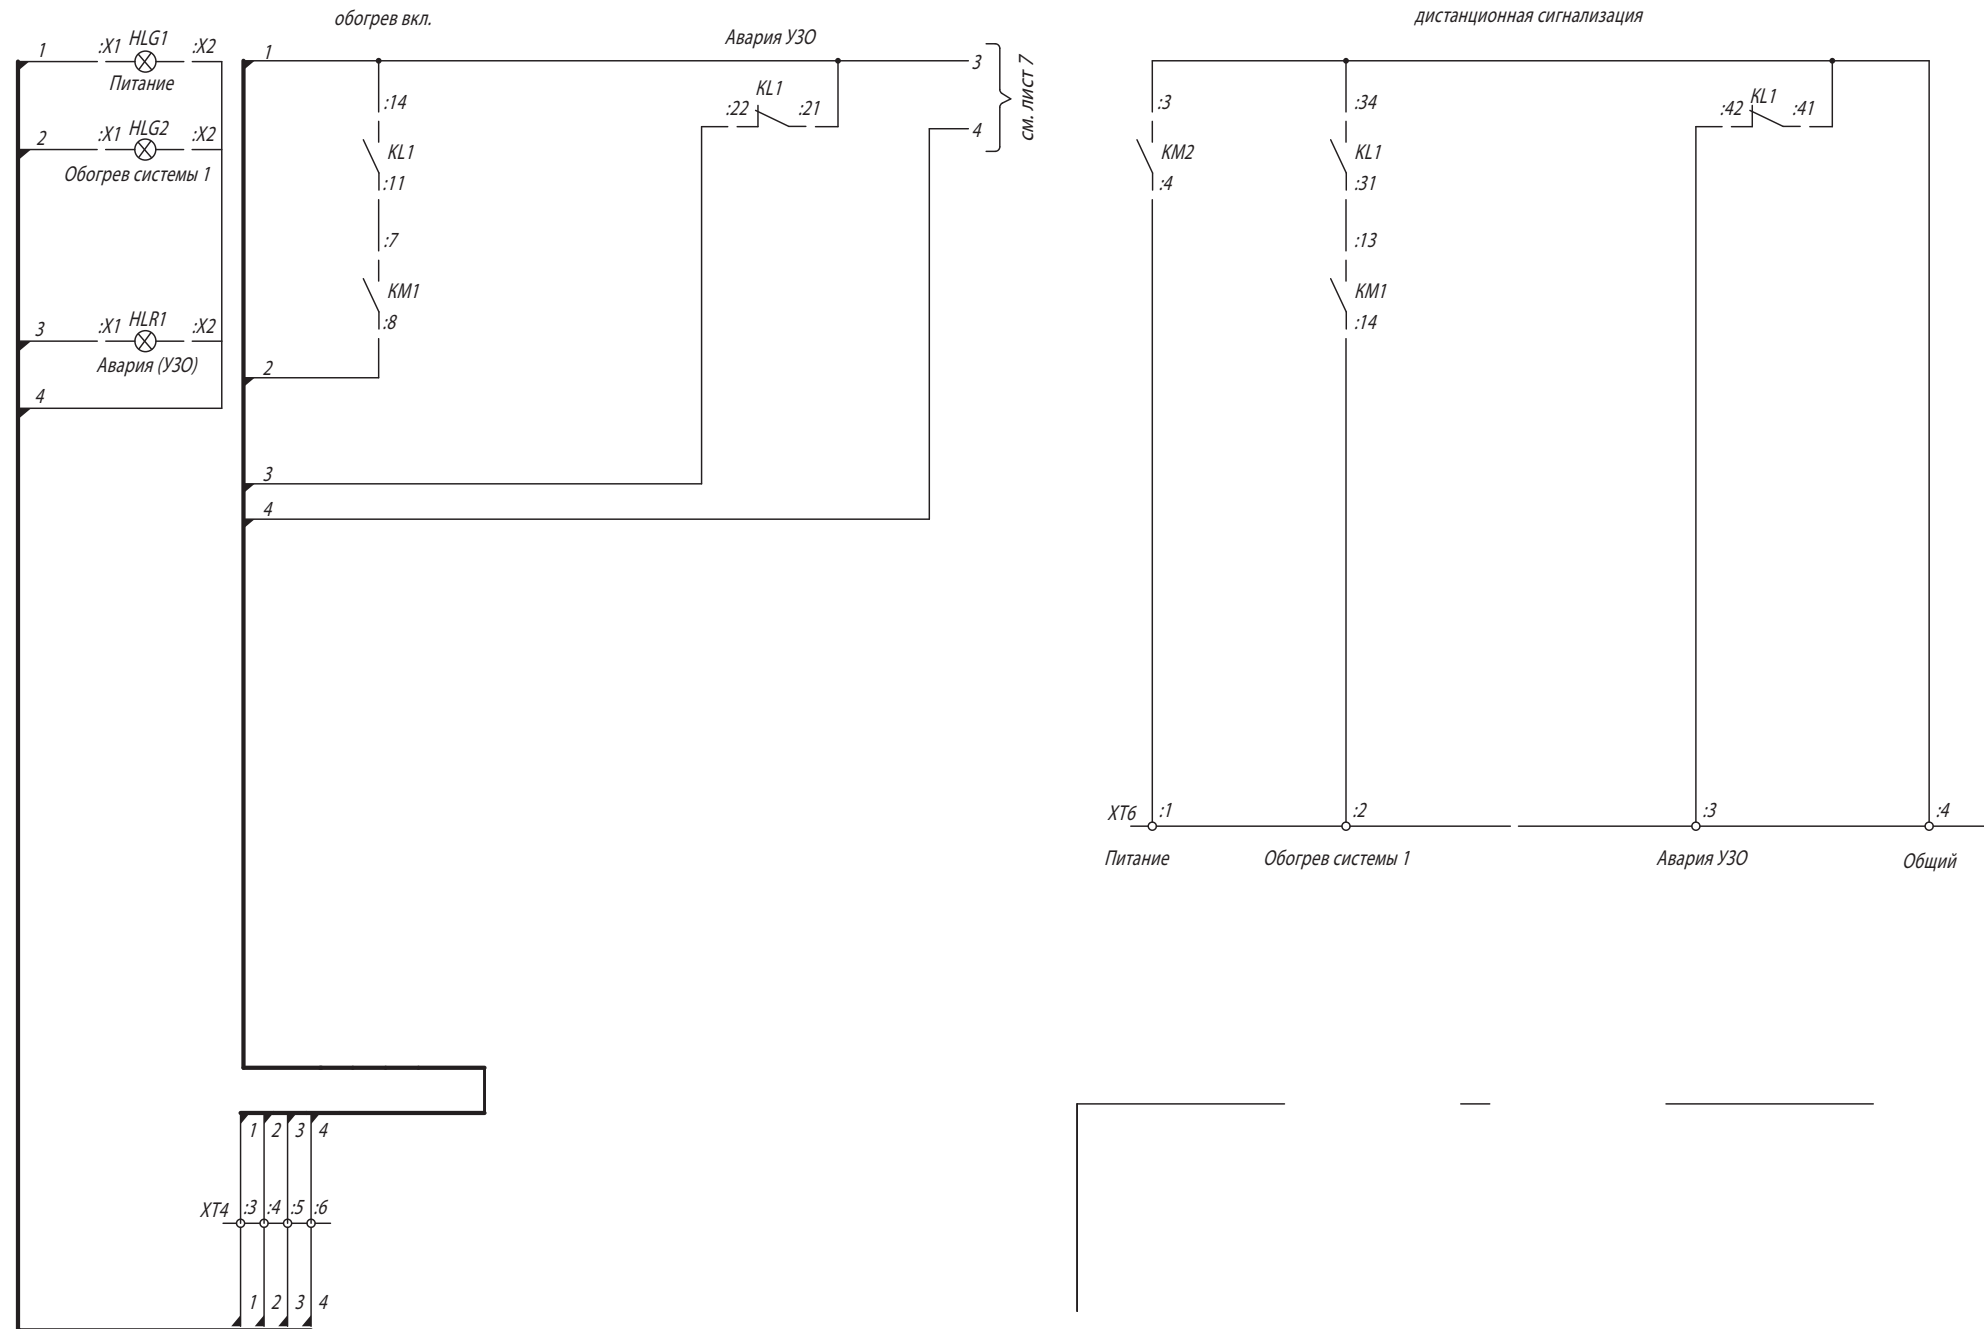 обогрев вкл.
Авария УЗО
дистанционная сигнализация
1 :X1 HLG1 :X2
Питание
2 :X1 HLG2 :X2
Обогрев системы 1
3 :X1 HLR1 :X2
Авария (УЗО)
4
1
:14
KL1
:11
:7
KM1
:8
2
3
4
KL1
:22 :21
3
4
см. лист 7
:3
KM2
:4
:34
KL1
:31
:13
KM1
:14
KL1
:42 :41
XT6 :1 :2 :3 :4
Питание Обогрев системы 1 Авария УЗО Общий
1 2 3 4
XT4 :3 :4 :5 :6
1 2 3 4